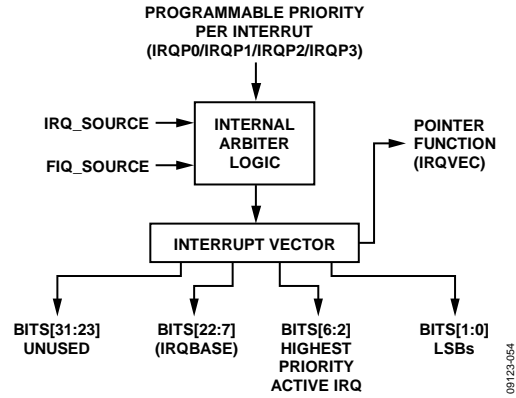 PROGRAMMABLE PRIORITY
PER INTERRUT
(IRQP0/IRQP1/IRQP2/IRQP3)
IRQ_SOURCE
FIQ_SOURCE
INTERNAL
ARBITER
LOGIC
POINTER
FUNCTION
(IRQVEC)
INTERRUPT VECTOR
BITS[31:23]
UNUSED
BITS[22:7]
(IRQBASE)
BITS[6:2]
HIGHEST
PRIORITY
ACTIVE IRQ
BITS[1:0]
LSBs
09123-054